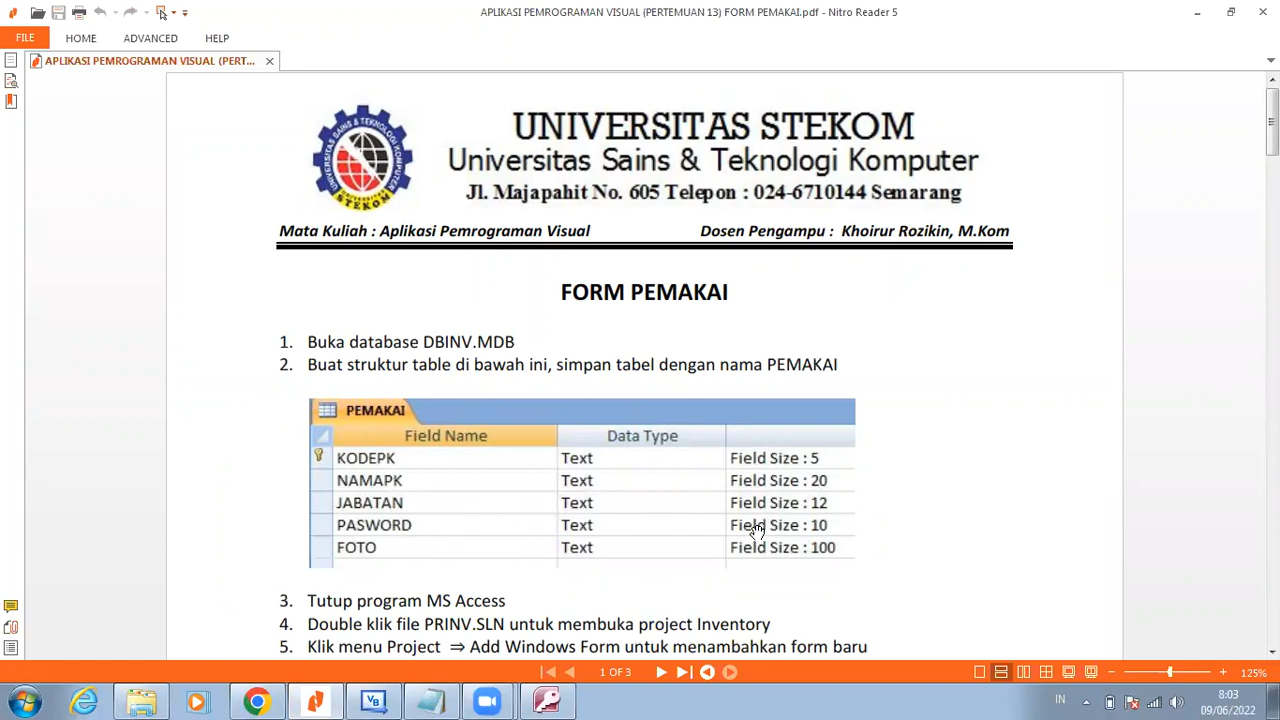 APLIKASI PEMROGRAMAN VISUAL (PERTEMUAN 13) FORM PEMAKAI.pdf - Nitro Reader 5
FILE HOME ADVANCED HELP
APLIKASI PEMROGRAMAN VISUAL (PERT...
UNIVERSITAS STEKOM
Universitas Sains & Teknologi Komputer
Jl. Majapahit No. 605 Telepon : 024-6710144 Semarang
UNIVERSITAS SAINS & TEKNOLOGI KOMPUTER
STEKOM
Mata Kuliah : Aplikasi Pemrograman Visual Dosen Pengampu : Khoirur Rozikin, M.Kom
FORM PEMAKAI
1. Buka database DBINV.MDB
2. Buat struktur table di bawah ini, simpan tabel dengan nama PEMAKAI
PEMAKAI
Field Name Data Type
KODEPK Text Field Size : 5
NAMAPK Text Field Size : 20
JABATAN Text Field Size : 12
PASWORD Text Field Size : 10
FOTO Text Field Size : 100
3. Tutup program MS Access
4. Double klik file PRINV.SLN untuk membuka project Inventory
5. Klik menu Project ⇒ Add Windows Form untuk menambahkan form baru
1 OF 3
125%
IN
8:03
09/06/2022